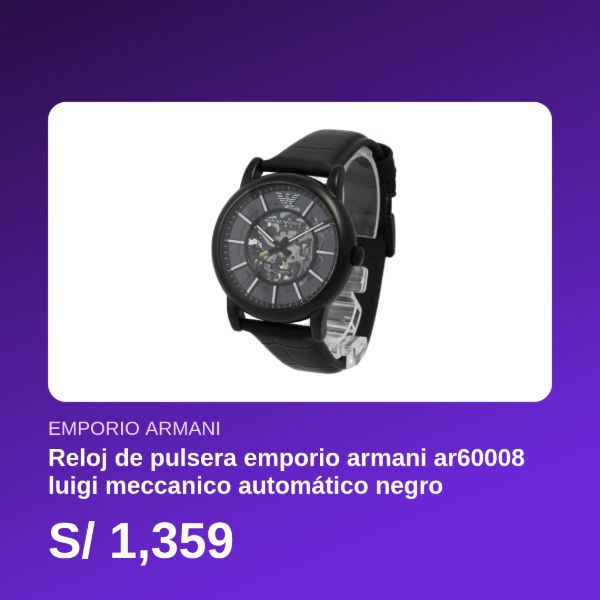 EMPORIO ARMANI
Reloj de pulsera emporio armani ar60008
luigi meccanico automático negro
S/ 1,359